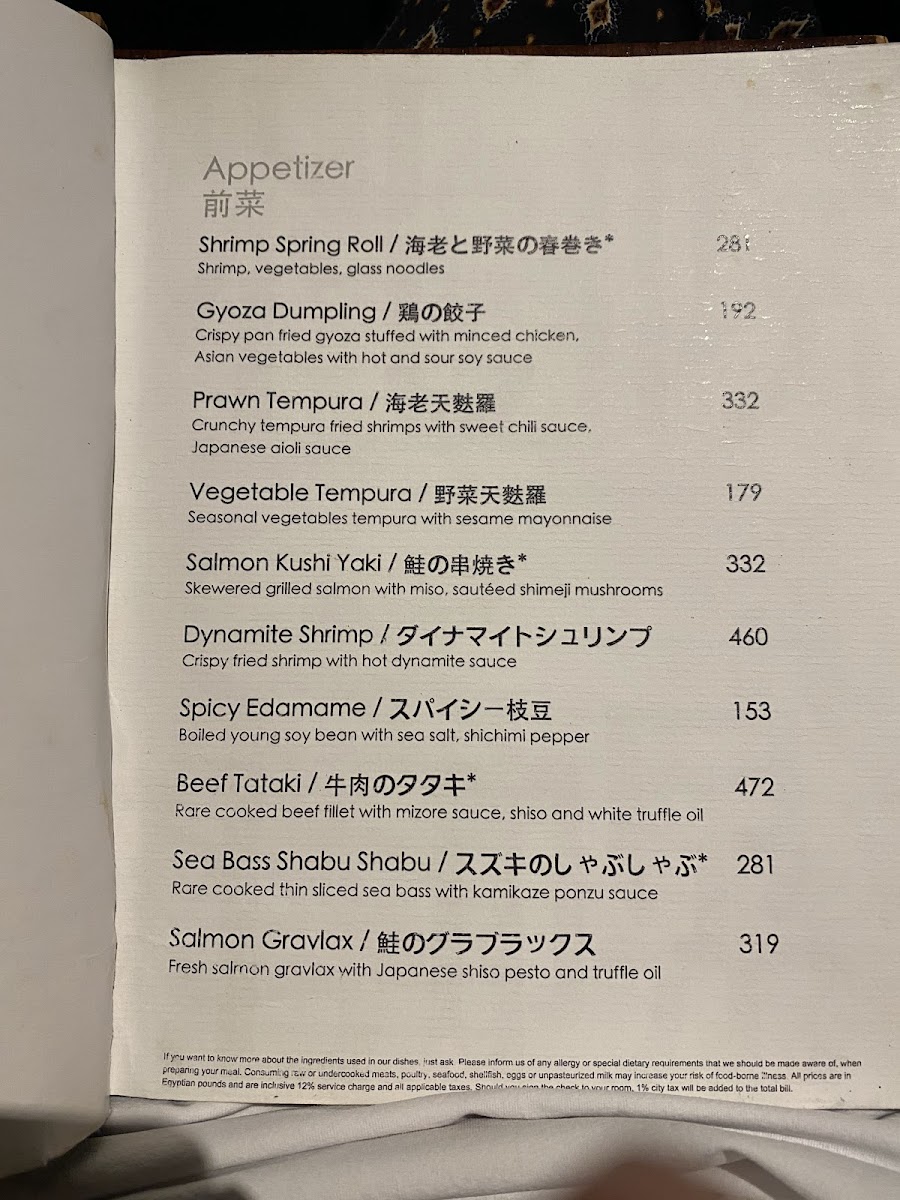 Appetizer
前菜
Shrimp Spring Roll / 海老と野菜の春巻き* 281
Shrimp, vegetables, glass noodles
Gyoza Dumpling / 鶏の餃子 192
Crispy pan fried gyoza stuffed with minced chicken,
Asian vegetables with hot and sour soy sauce
Prawn Tempura / 海老天麩羅 332
Crunchy tempura fried shrimps with sweet chili sauce,
Japanese aioli sauce
Vegetable Tempura / 野菜天麩羅 179
Seasonal vegetables tempura with sesame mayonnaise
Salmon Kushi Yaki / 鮭の串焼き* 332
Skewered grilled salmon with miso, sautéed shimeji mushrooms
Dynamite Shrimp / ダイナマイトシュリンプ 460
Crispy fried shrimp with hot dynamite sauce
Spicy Edamame / スパイシー枝豆 153
Boiled young soy bean with sea salt, shichimi pepper
Beef Tataki / 牛肉のタタキ* 472
Rare cooked beef fillet with mizore sauce, shiso and white truffle oil
Sea Bass Shabu Shabu / スズキのしゃぶしゃぶ* 281
Rare cooked thin sliced sea bass with kamikaze ponzu sauce
Salmon Gravlax / 鮭のグラブラックス 319
Fresh salmon gravlax with Japanese shiso pesto and truffle oil
If you want to know more about the ingredients used in our dishes, just ask. Please inform us of any allergy or special dietary requirements that we should be made aware of, when
preparing your meal. Consuming raw or undercooked meats, poultry, seafood, shellfish, eggs or unpasteurized milk may increase your risk of food-borne illness. All prices are in
Egyptian pounds and are inclusive 12% service charge and all applicable taxes. Should you sign the check to your room, 1% city tax will be added to the total bill.